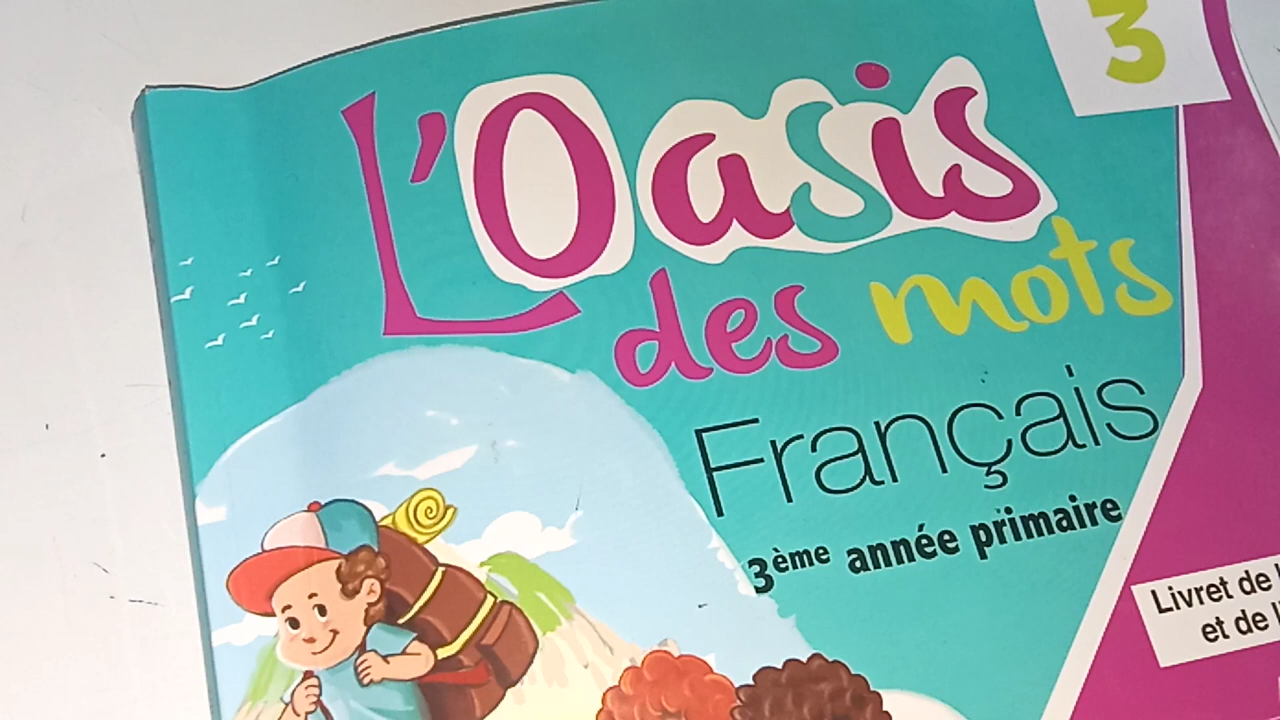 3
L'Oasis
des mots
Français
3ème année primaire
Livret de l'
et de l'